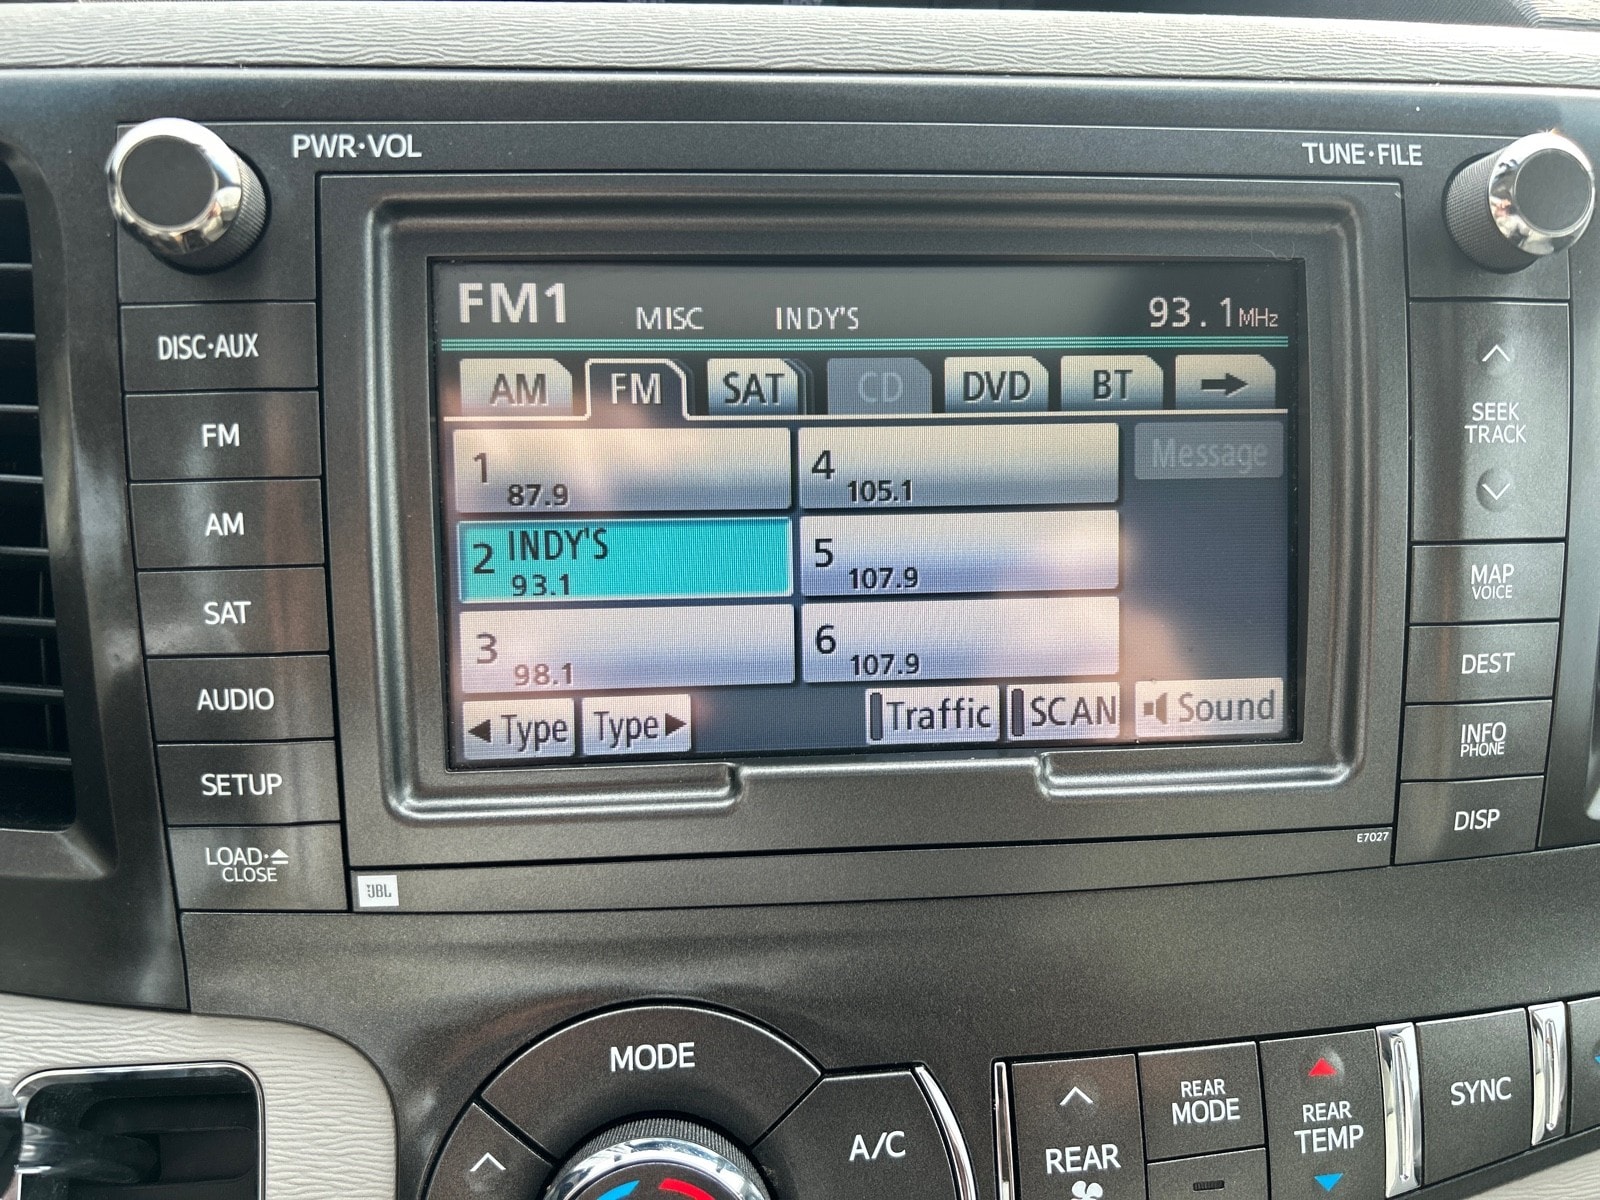 PWR•VOL
TUNE•FILE
DISC•AUX
FM
AM
SAT
AUDIO
SETUP
LOAD•
CLOSE
FM1 MISC INDY'S 93.1MHz
AM FM SAT CD DVD BT
1 87.9
2 INDY'S
93.1
3 98.1
4 105.1
5 107.9
6 107.9
Message
Type Type Traffic SCAN Sound
SEEK
TRACK
MAP
VOICE
DEST
INFO
PHONE
DISP
E7027
JBL
MODE
A/C
REAR
REAR
MODE
REAR
TEMP
SYNC